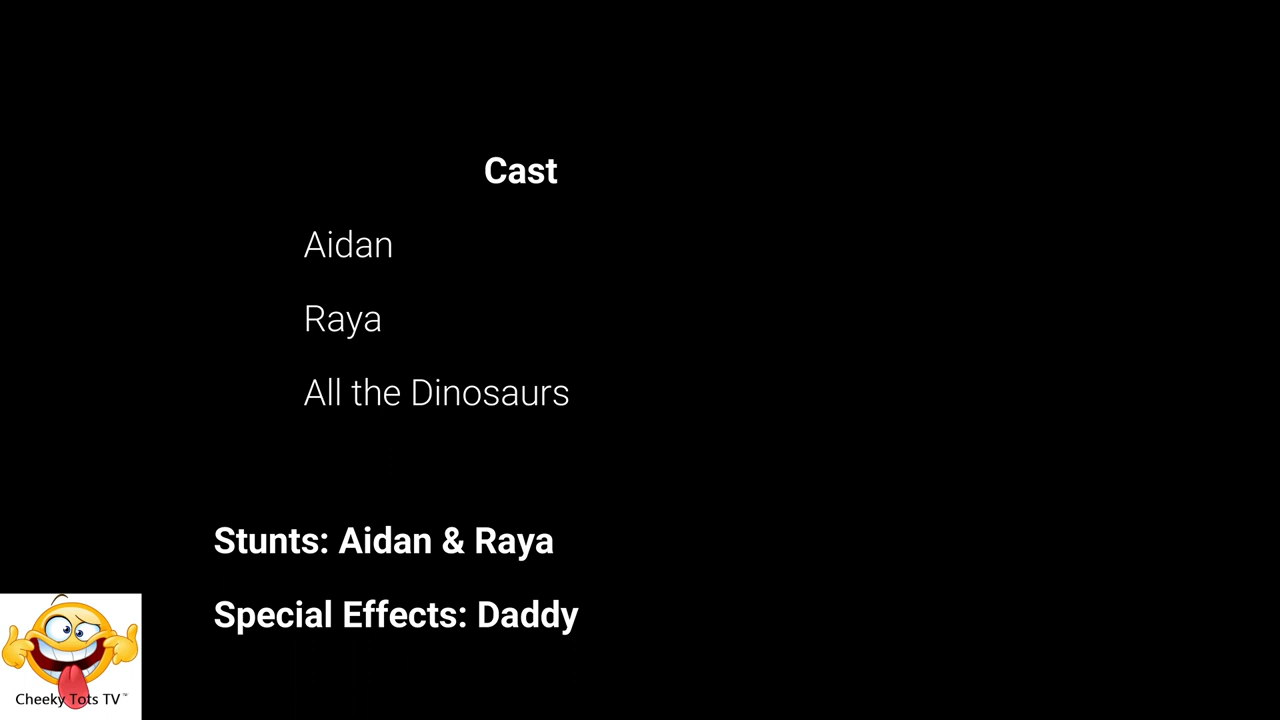 Cast
Aidan
Raya
All the Dinosaurs
Stunts: Aidan & Raya
Special Effects: Daddy
Cheeky Tots TV™